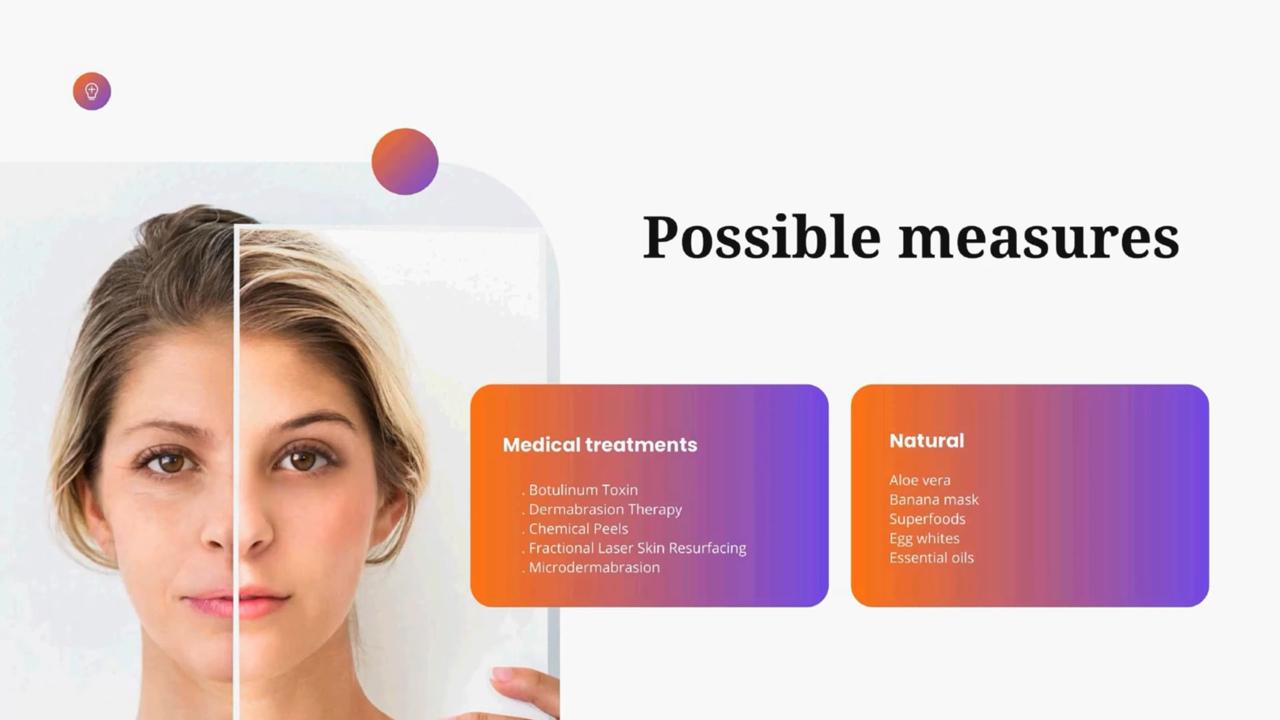 Possible measures
Medical treatments
. Botulinum Toxin
. Dermabrasion Therapy
. Chemical Peels
. Fractional Laser Skin Resurfacing
. Microdermabrasion
Natural
Aloe vera
Banana mask
Superfoods
Egg whites
Essential oils